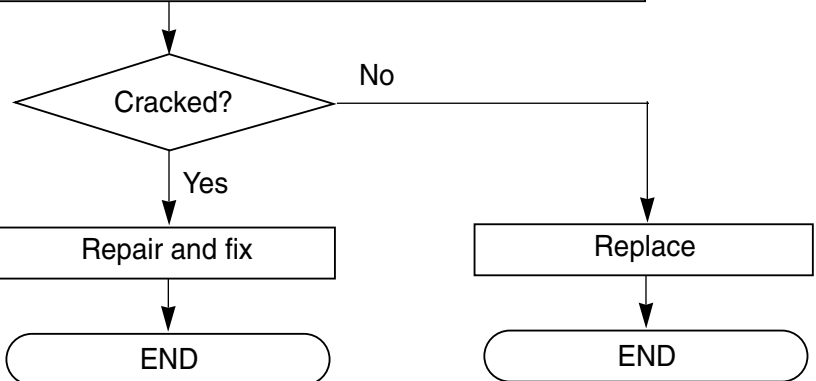 No
Cracked?
Yes
Repair and fix
Replace
END
END